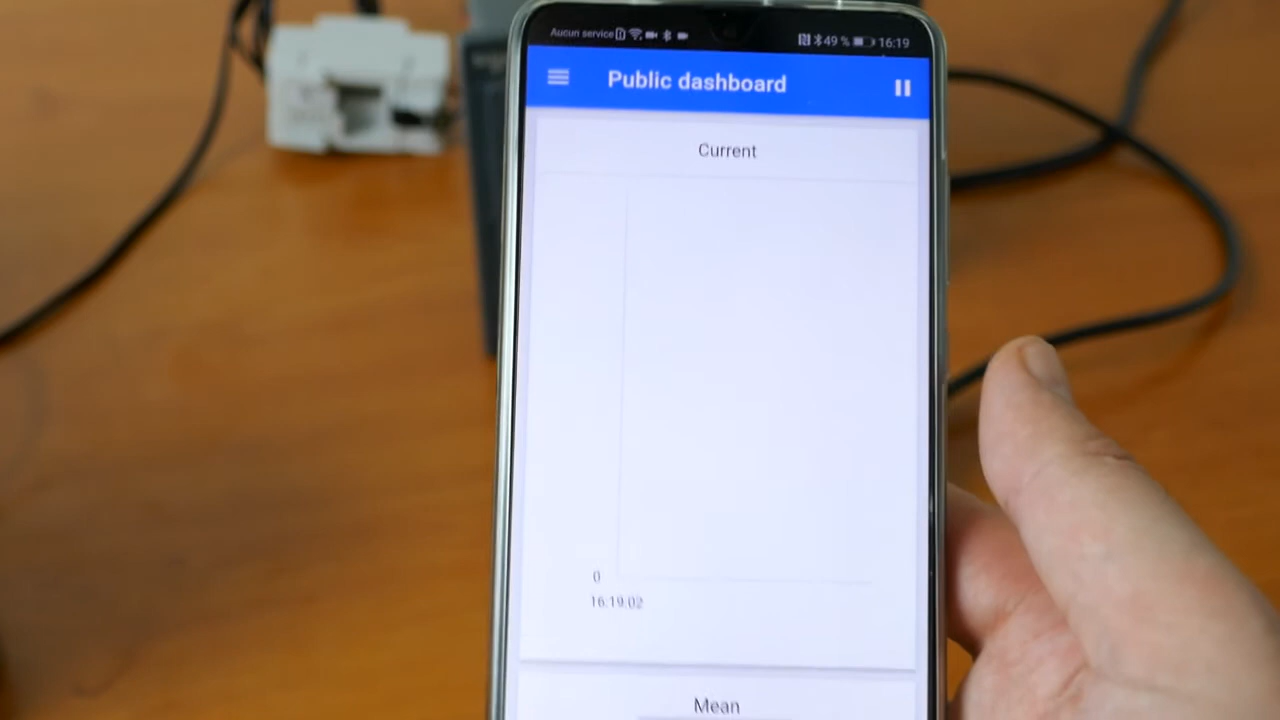 Aucun service 49 % 16:19
Public dashboard
Current
0
16:19:02
Mean